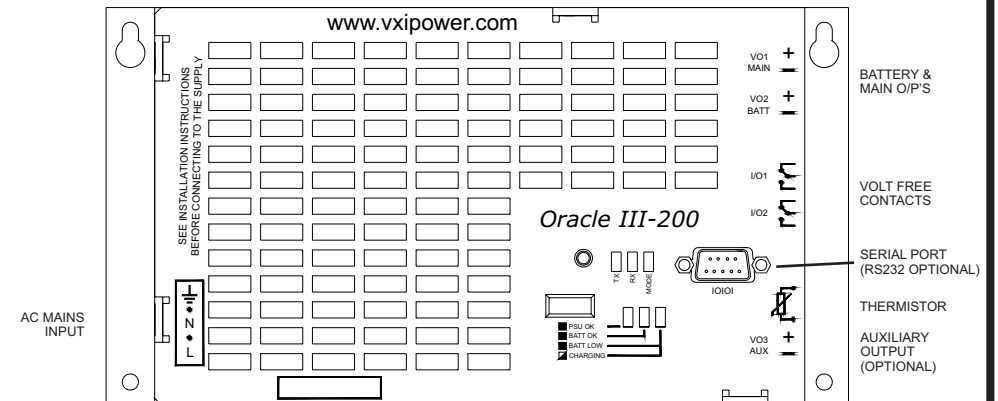 www.vxipower.com
SEE INSTALLATION INSTRUCTIONS
BEFORE CONNECTING TO THE SUPPLY
VO1
MAIN
+
BATTERY &
MAIN O/P'S
VO2
BATT
+
I/O1
I/O2
VOLT FREE
CONTACTS
Oracle III-200
TX
RX
MODE
IOIOI
SERIAL PORT
(RS232 OPTIONAL)
THERMISTOR
AC MAINS
INPUT
N
L
PSU OK
BATT OK
BATT LOW
CHARGING
VO3
AUX
+
AUXILIARY
OUTPUT
(OPTIONAL)